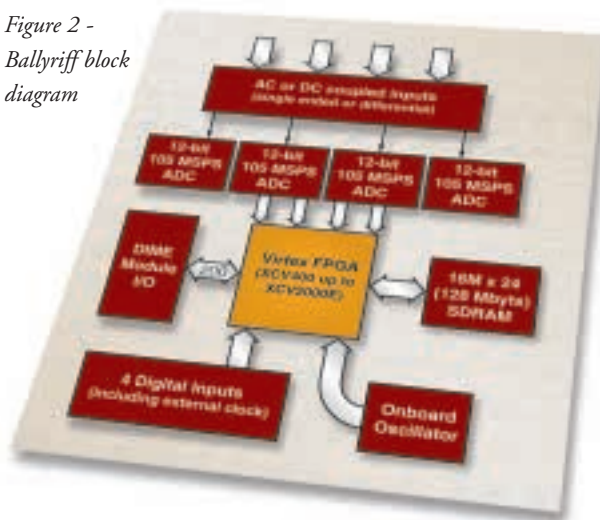 Figure 2 -
Ballyriff block
diagram
AC or DC coupled inputs
(single ended or differential)
12-bit
105 MSPS
ADC
12-bit
105 MSPS
ADC
12-bit
105 MSPS
ADC
12-bit
105 MSPS
ADC
DIME
Module
I/O
200
Virtex FPGA
(XCV400 up to
XCV2000E)
16M x 24
(128 Mbyts)
SDRAM
4 Digital Inputs
(including external clock)
Onboard
Oscillator